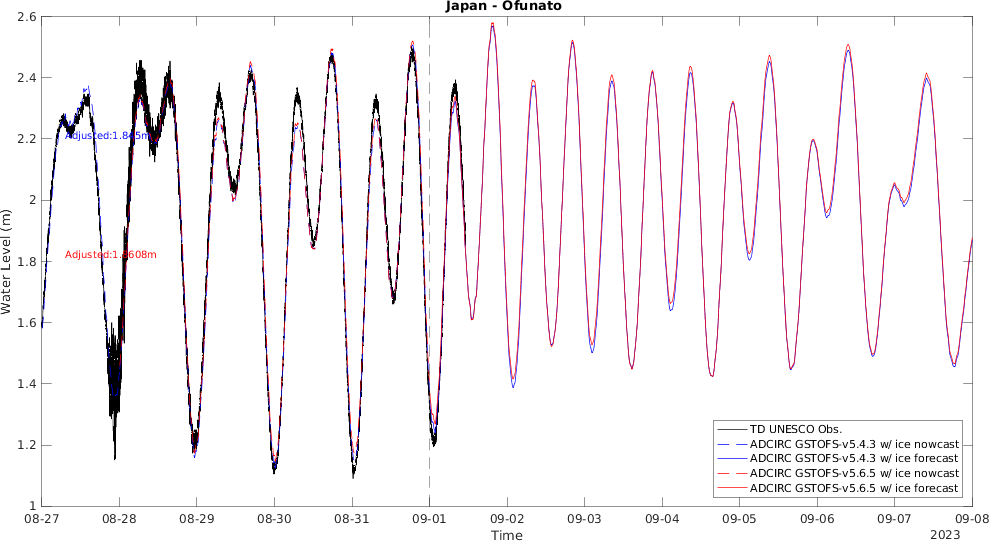 Japan - Ofunato
2.6
2.4
2.2
2
1.8
1.6
1.4
1.2
1
Water Level (m)
Adjusted:1.845m
TD UNESCO Obs.
ADCIRC GSTOFS-v5.4.3 w/ ice nowcast
ADCIRC GSTOFS-v5.4.3 w/ ice forecast
ADCIRC GSTOFS-v5.6.5 w/ ice nowcast
ADCIRC GSTOFS-v5.6.5 w/ ice forecast
08-27 08-28 08-29 08-30 08-31 09-01 09-02 09-03 09-04 09-05 09-06 09-07 09-08
Time
2023